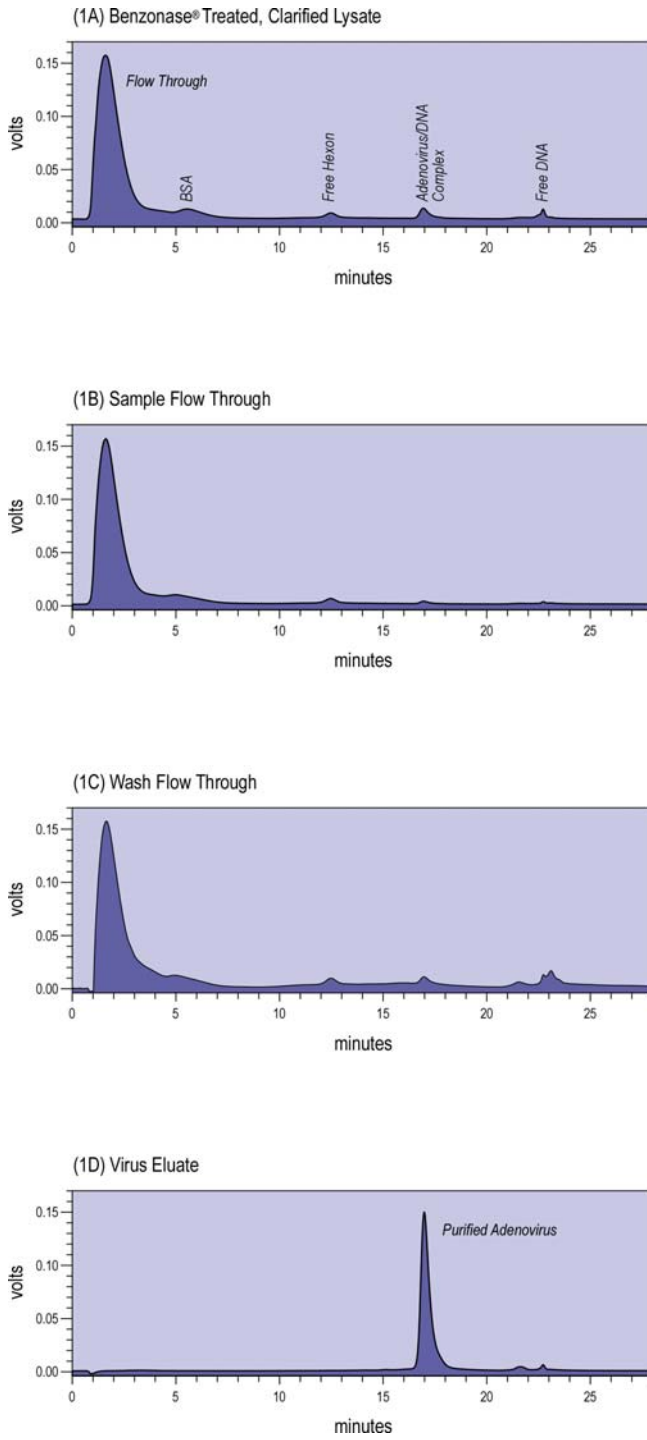 (1A) Benzonase® Treated, Clarified Lysate
0.15
0.10
0.05
0.00
volts
Flow Through
BSA
Free Hexon
Adenovirus/DNA
Complex
Free DNA
0 5 10 15 20 25
minutes
(1B) Sample Flow Through
0.15
0.10
0.05
0.00
volts
0 5 10 15 20 25
minutes
(1C) Wash Flow Through
0.15
0.10
0.05
0.00
volts
0 5 10 15 20 25
minutes
(1D) Virus Eluate
0.15
0.10
0.05
0.00
volts
Purified Adenovirus
0 5 10 15 20 25
minutes